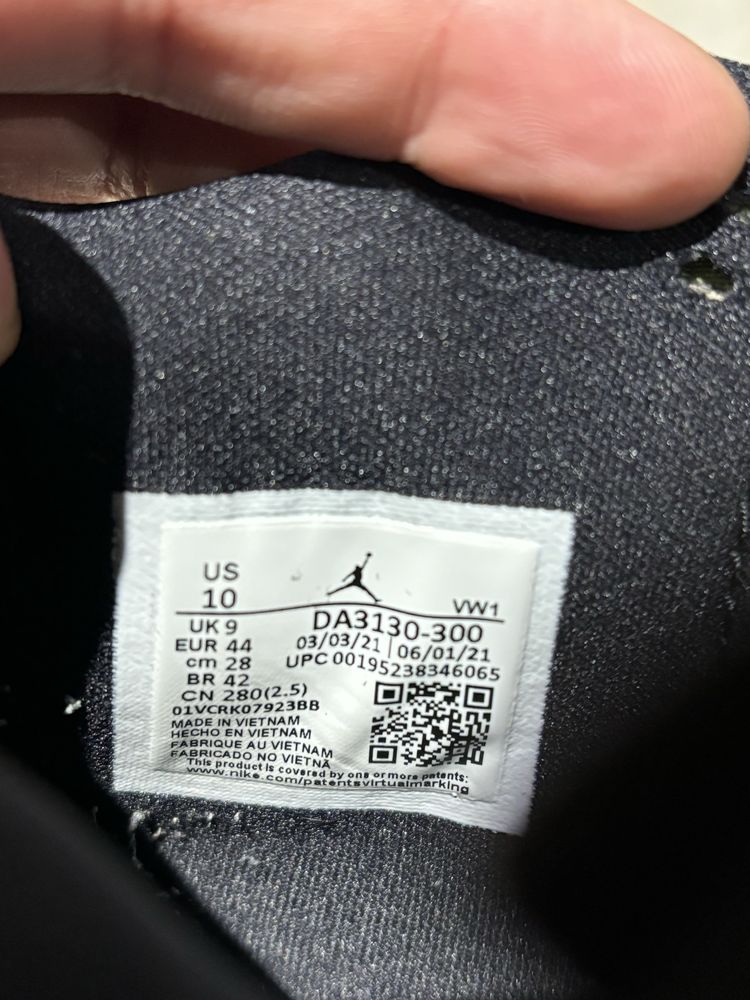 US
10
VW1
UK 9
DA3130-300
EUR 44
03/03/21 | 06/01/21
cm 28
UPC 00195238346065
BR 42
CN 280(2.5)
01VCRK07923BB
MADE IN VIETNAM
HECHO EN VIETNAM
FABRIQUE AU VIETNAM
FABRICADO NO VIETNÃ
This product is covered by one or more patents:
www.nike.com/patentsvirtualmarking